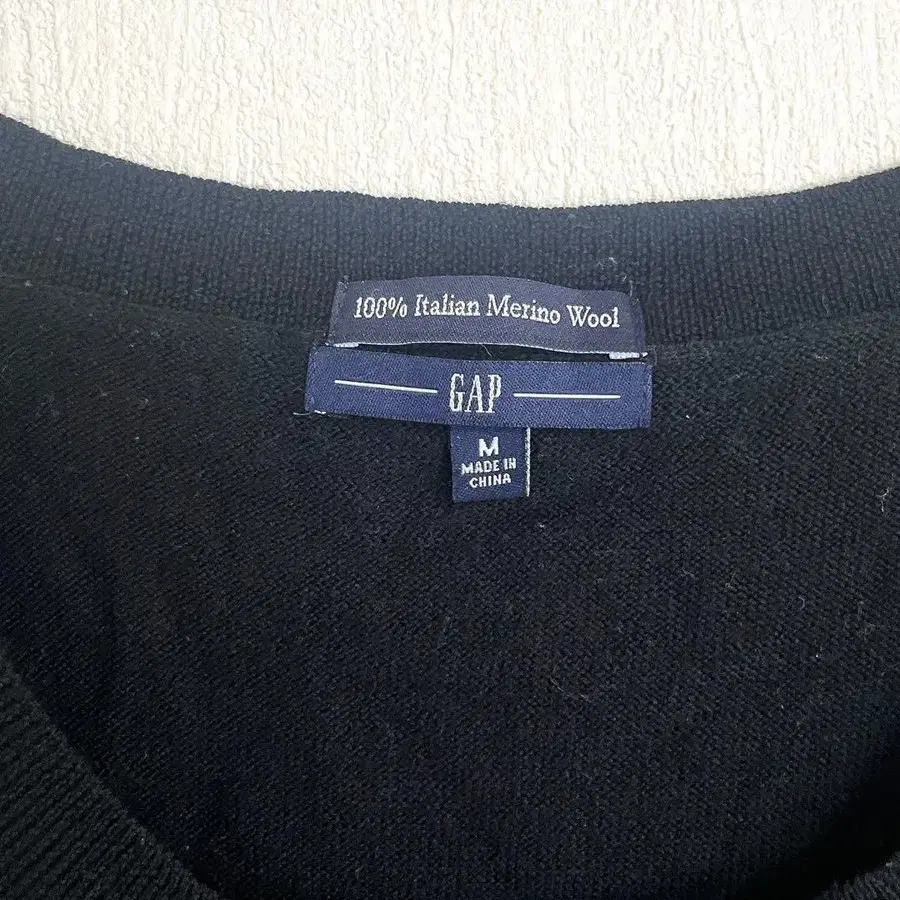 100% Italian Merino Wool
GAP
M
MADE IN
CHINA